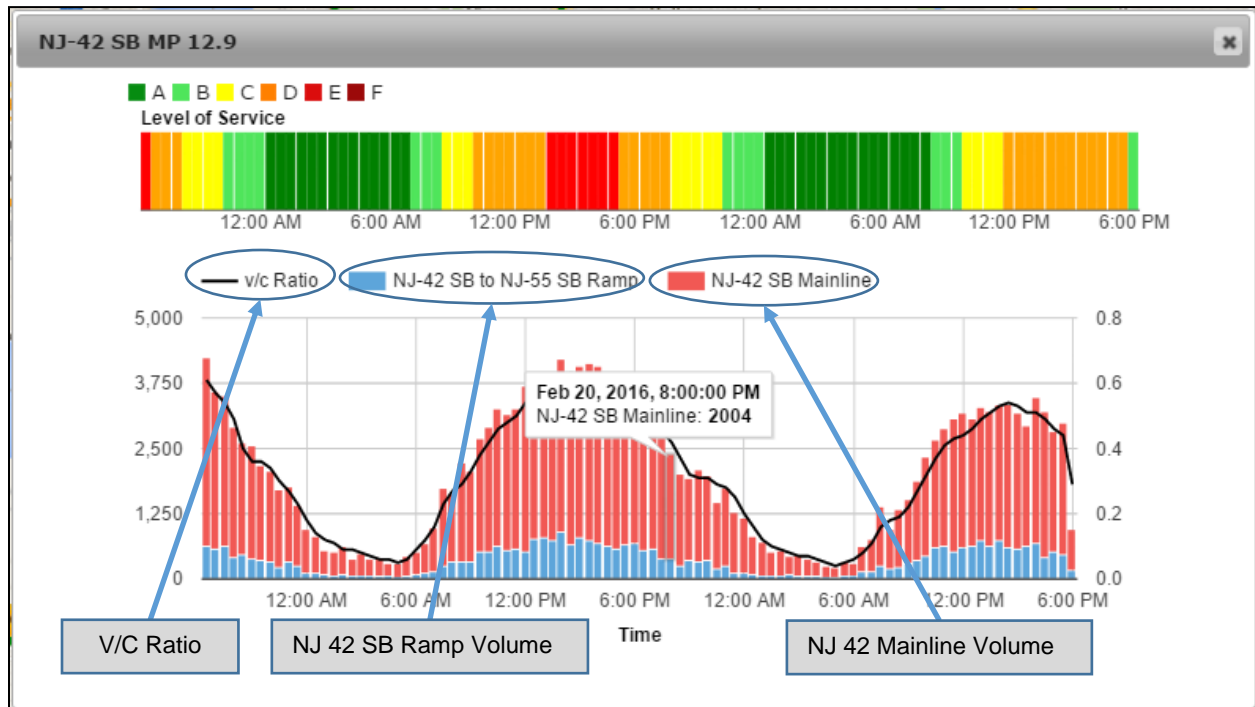 NJ-42 SB MP 12.9
A B C D E F
Level of Service
12:00 AM 6:00 AM 12:00 PM 6:00 PM 12:00 AM 6:00 AM 12:00 PM 6:00 PM
v/c Ratio NJ-42 SB to NJ-55 SB Ramp NJ-42 SB Mainline
5,000 0.8
3,750 0.6
Feb 20, 2016, 8:00:00 PM
NJ-42 SB Mainline: 2004
2,500 0.4
1,250 0.2
0 0.0
12:00 AM 6:00 AM 12:00 PM 6:00 PM 12:00 AM 6:00 AM 12:00 PM 6:00 PM
Time
V/C Ratio NJ 42 SB Ramp Volume NJ 42 Mainline Volume